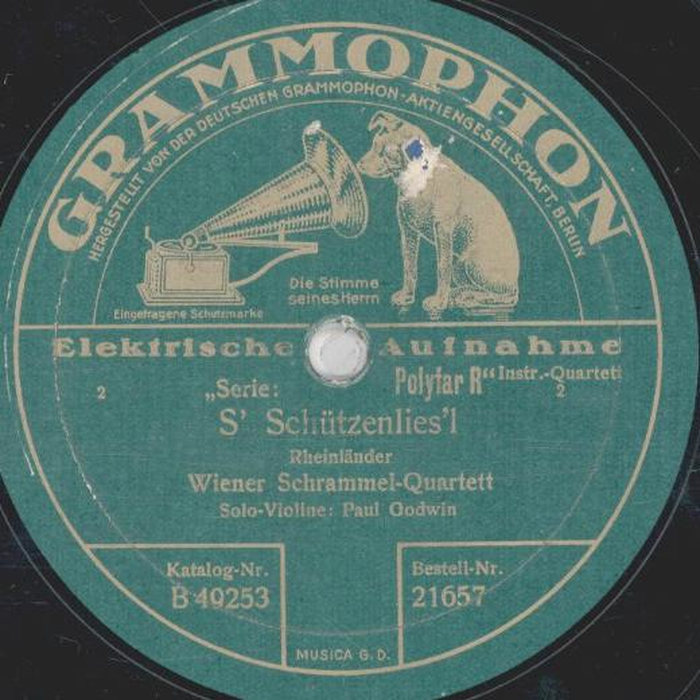 GRAMMOPHON
HERGESTELLT VON DER DEUTSCHEN GRAMMOPHON-AKTIENGESELLSCHAFT, BERLIN
Die Stimme
seines Herrn
Eingetragene Schutzmarke
Elektrische Aufnahme
„Serie: Polyfar R“ Instr.-Quartett
2 2
S' Schützenlies'l
Rheinländer
Wiener Schrammel-Quartett
Solo-Violine: Paul Godwin
Katalog-Nr. Bestell-Nr.
B 49253 21657
MUSICA G. D.